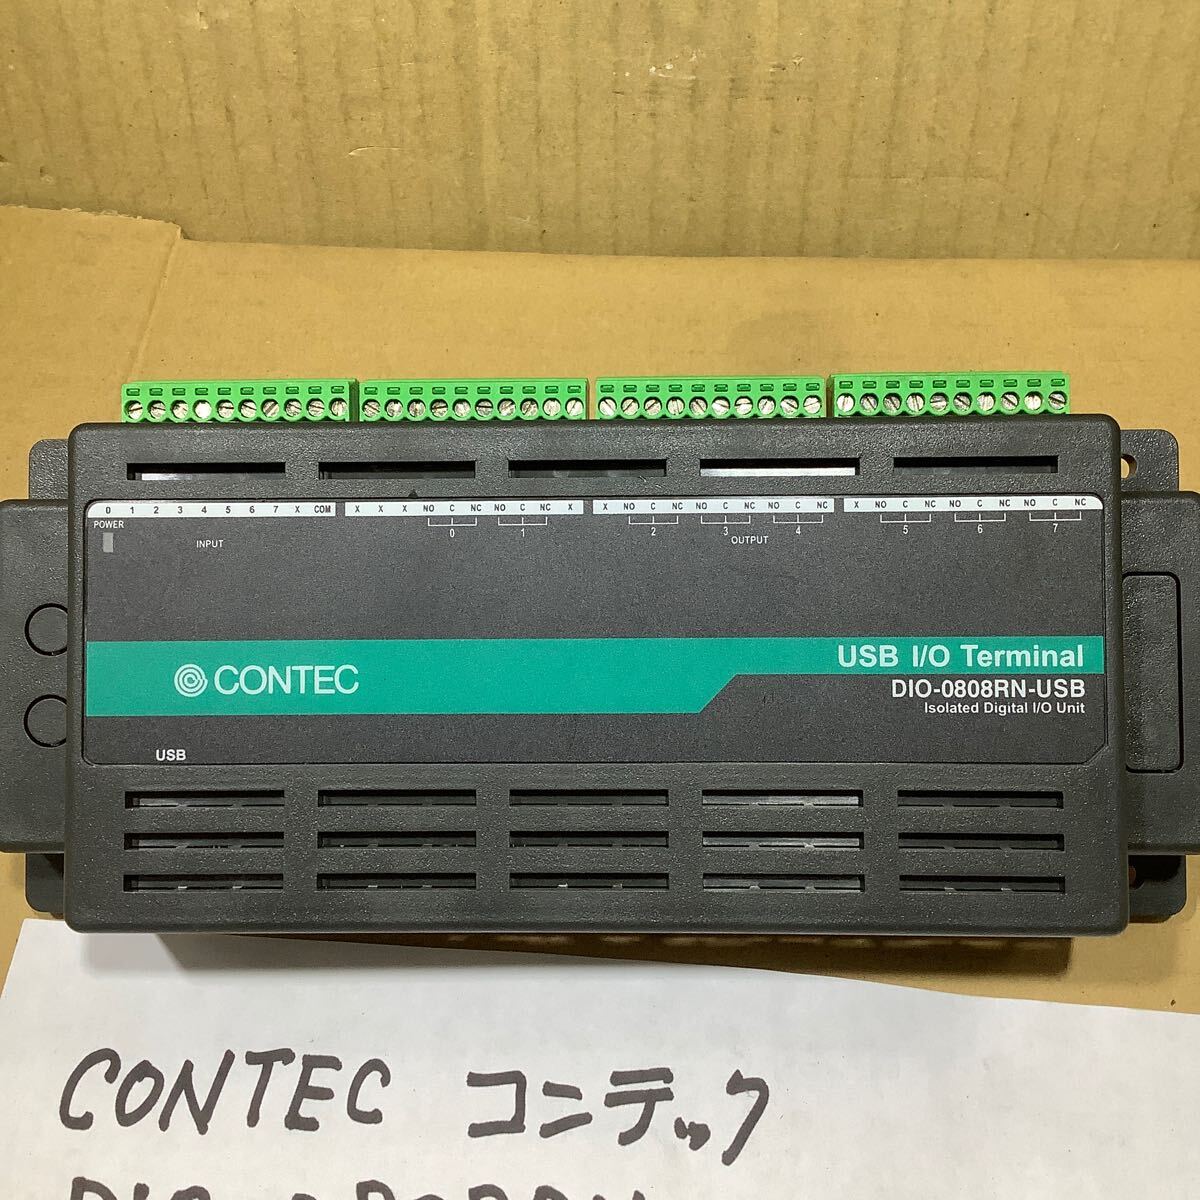 0 1 2 3 4 5 6 7 X COM X X X NO C NC NO C NC X X NO C NC NO C NC NO C NC X NO C NC NO C NC NO C NC
POWER 0 1 2 3 4 5 6 7
INPUT OUTPUT
CONTEC
USB I/O Terminal
DIO-0808RN-USB
Isolated Digital I/O Unit
USB
CONTEC コンテック